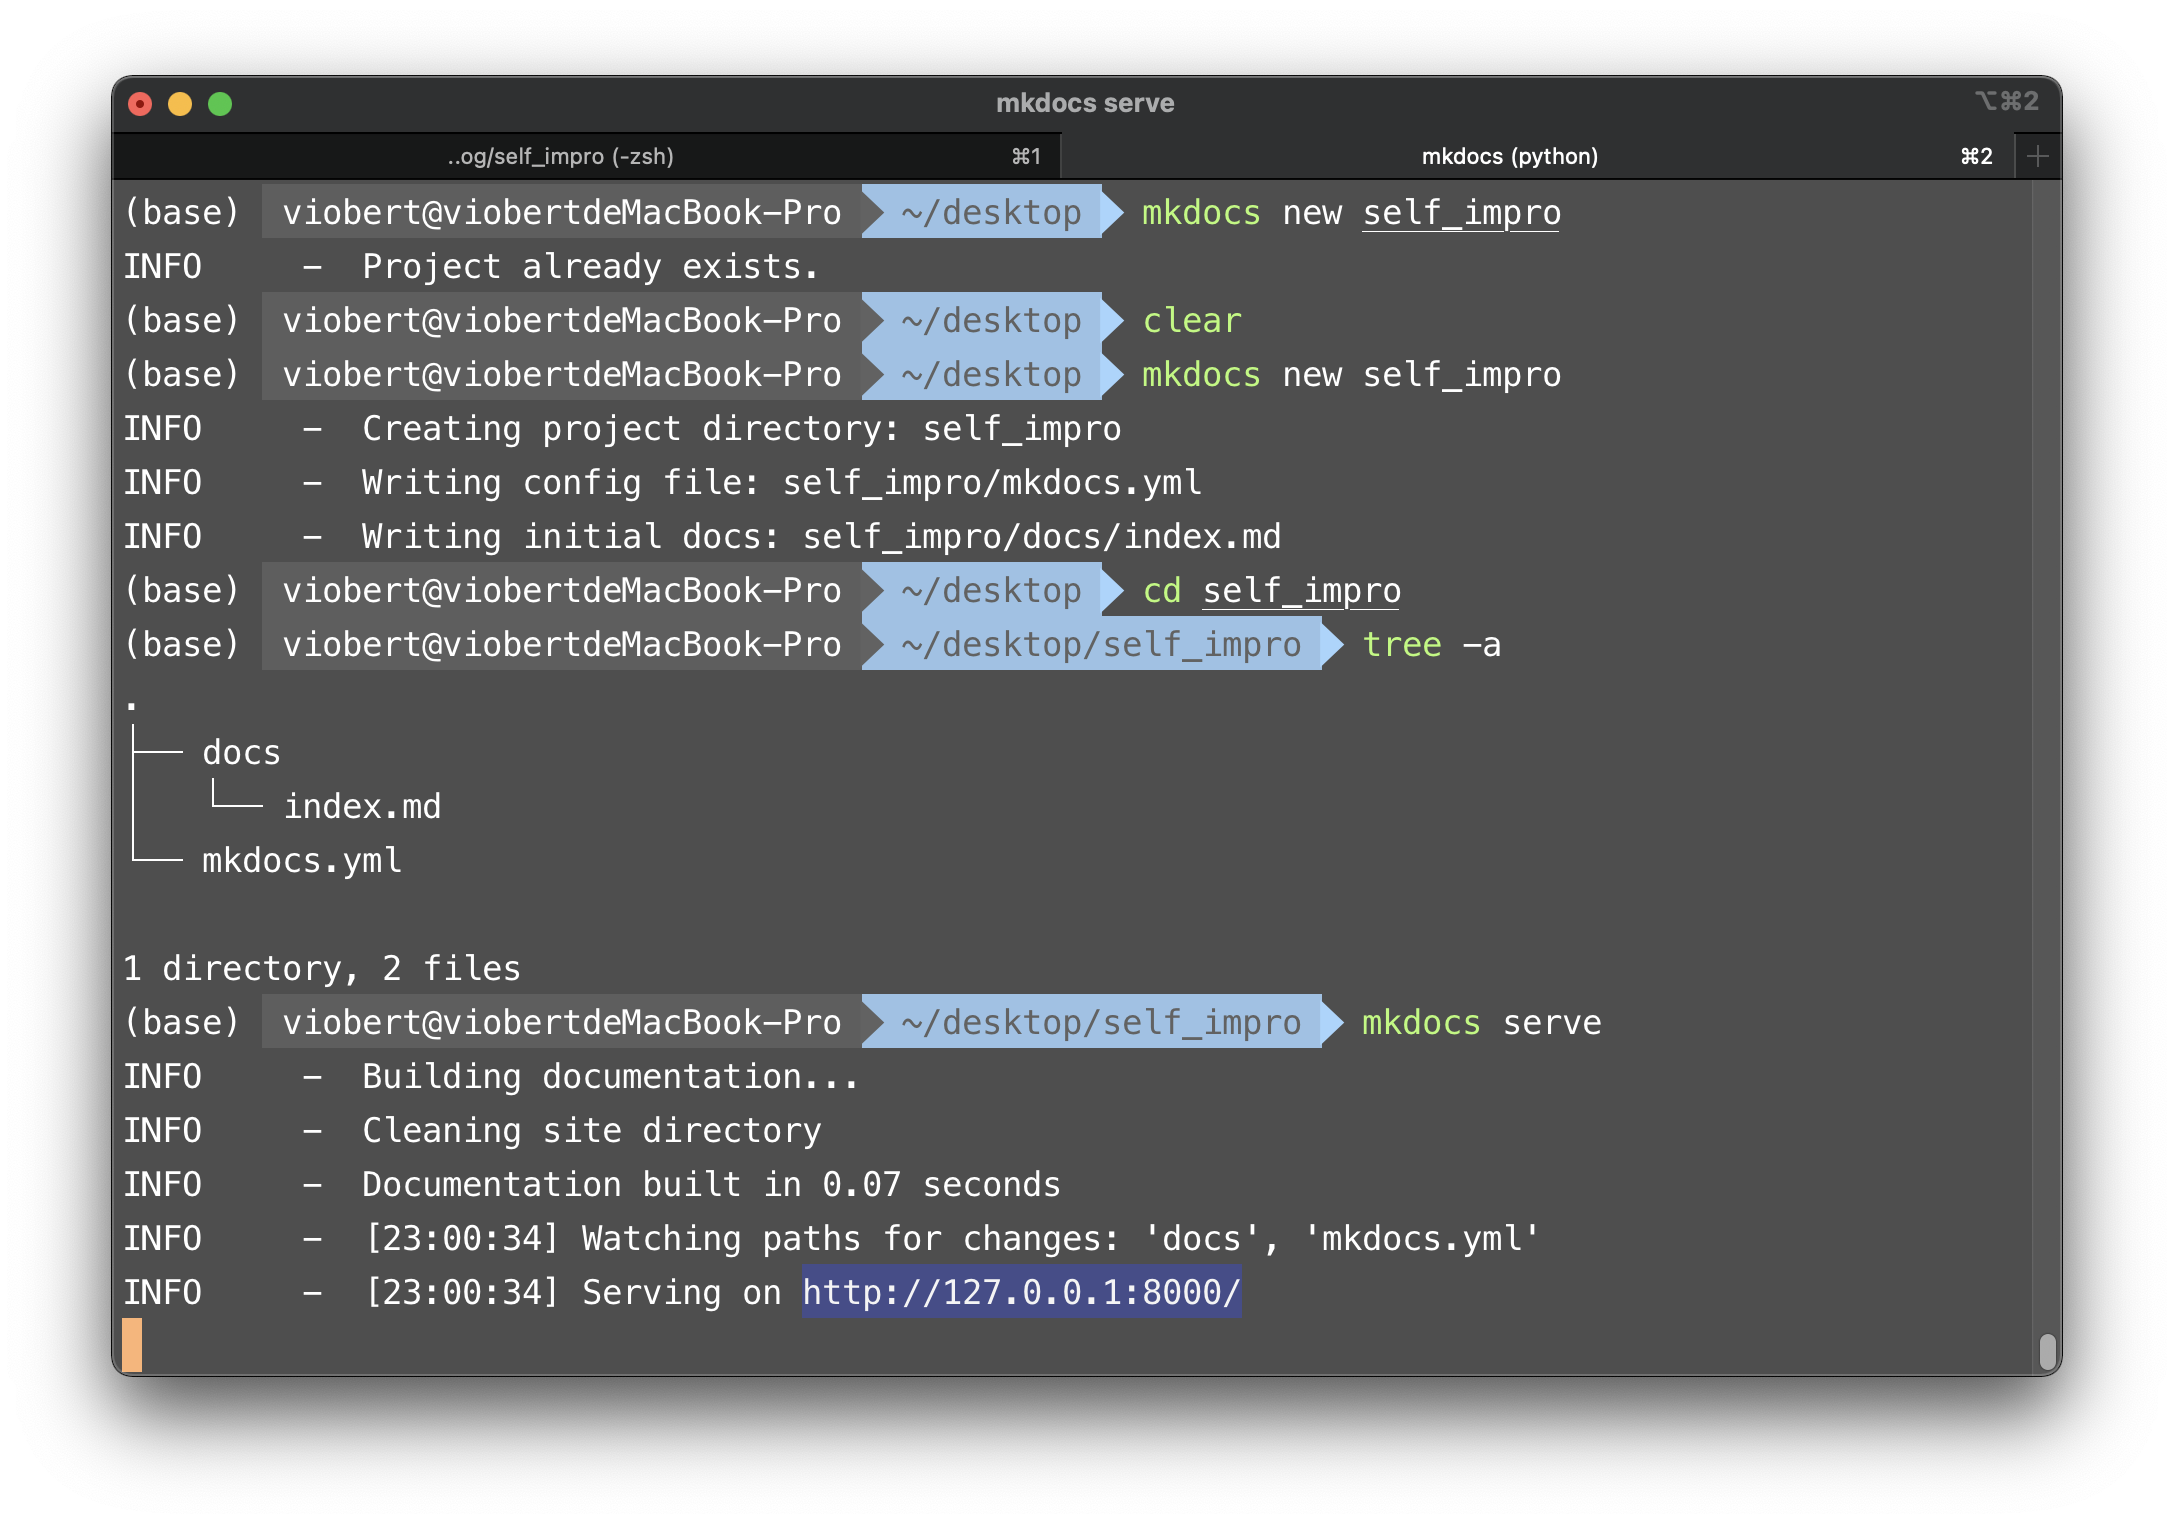 mkdocs serve ⌥⌘2
..og/self_impro (-zsh) ⌘1 mkdocs (python) ⌘2 +
(base) viobert@viobertdeMacBook-Pro ~/desktop mkdocs new self_impro
INFO     -  Project already exists.
(base) viobert@viobertdeMacBook-Pro ~/desktop clear
(base) viobert@viobertdeMacBook-Pro ~/desktop mkdocs new self_impro
INFO     -  Creating project directory: self_impro
INFO     -  Writing config file: self_impro/mkdocs.yml
INFO     -  Writing initial docs: self_impro/docs/index.md
(base) viobert@viobertdeMacBook-Pro ~/desktop cd self_impro
(base) viobert@viobertdeMacBook-Pro ~/desktop/self_impro tree -a
.
├── docs
│   └── index.md
└── mkdocs.yml
1 directory, 2 files
(base) viobert@viobertdeMacBook-Pro ~/desktop/self_impro mkdocs serve
INFO     -  Building documentation...
INFO     -  Cleaning site directory
INFO     -  Documentation built in 0.07 seconds
INFO     -  [23:00:34] Watching paths for changes: 'docs', 'mkdocs.yml'
INFO     -  [23:00:34] Serving on http://127.0.0.1:8000/